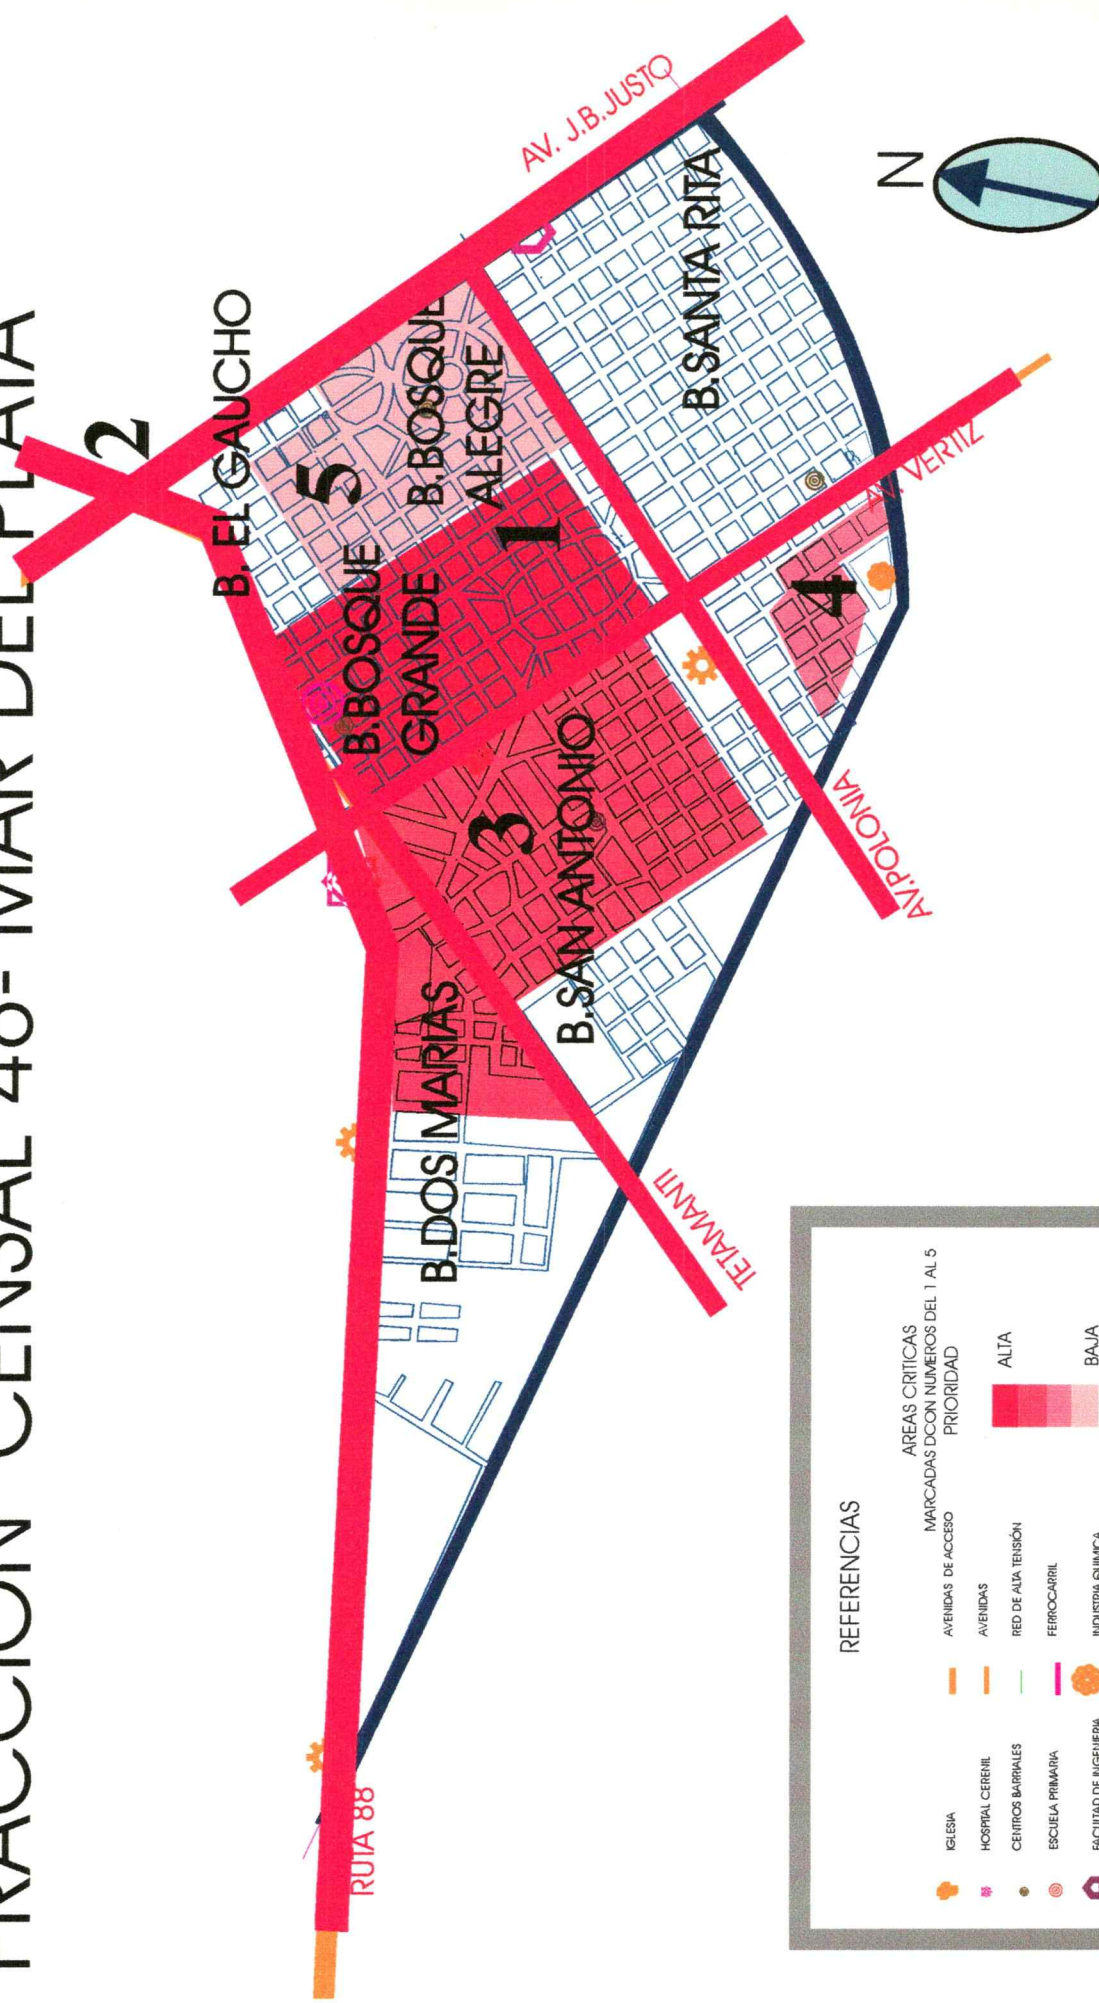 FRACCION CENSAL 48- MAR DEL PLATA
2
B. EL GAUCHO
AV. J.B.JUSTO
5
B.BOSQUE
GRANDE
B.BOSQUE
ALEGRE
1
B.SANTA RITA
N
3
B.SAN ANTONIO
4
AV. VERTIZ
B.DOS MARIAS
AV.POLONIA
TETAMANTI
RUTA 88
REFERENCIAS
IGLESIA
HOSPITAL CERENIL
CENTROS BARRIALES
ESCUELA PRIMARIA
FACULTAD DE INGENIERIA
AVENIDAS DE ACCESO
AVENIDAS
RED DE ALTA TENSIÓN
FERROCARRIL
INDUSTRIA QUIMICA
AREAS CRITICAS
MARCADAS DCON NUMEROS DEL 1 AL 5
PRIORIDAD
ALTA
BAJA